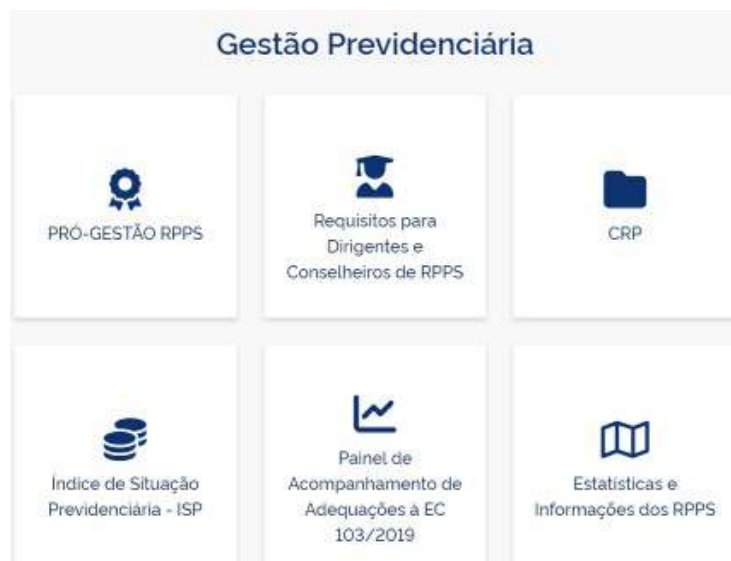 Gestão Previdenciária
PRÓ-GESTÃO RPPS
Requisitos para
Dirigentes e
Conselheiros de RPPS
CRP
Índice de Situação
Previdenciária - ISP
Painel de
Acompanhamento de
Adequações à EC
103/2019
Estatísticas e
Informações dos RPPS